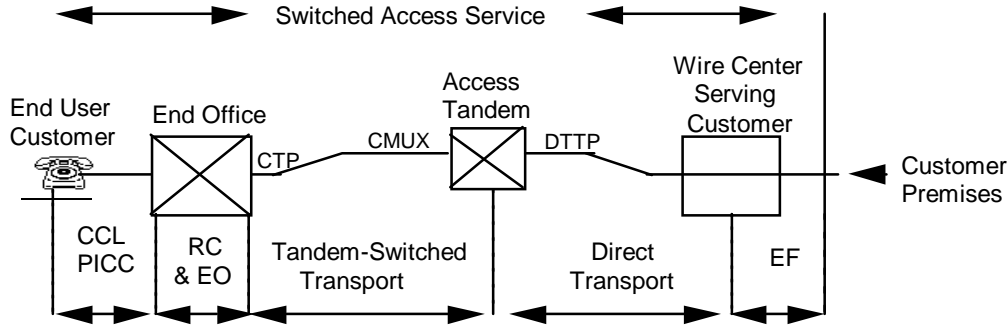 Switched Access Service
Wire Center
Serving
Customer
Access
Tandem
End User
Customer
End Office
CTP
CMUX
DTTP
Customer
Premises
CCL
PICC
RC
& EO
Tandem-Switched
Transport
Direct
Transport
EF